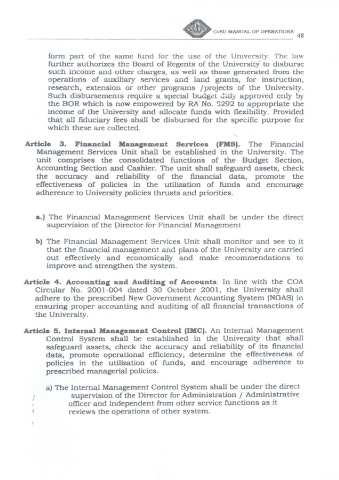 CvSU MANUAL OF OPERATIONS
48
form part of the same fund for the use of the University. The law
further authorizes the Board of Regents of the University to disburse
such income and other charges, as well as those generated from the
operations of auxiliary services and land grants, for instruction,
research, extension or other programs /projects of the University.
Such disbursements require a special budget duly approved only by
the BOR which is now empowered by RA No. 8292 to appropriate the
income of the University and allocate funds with flexibility. Provided
that all fiduciary fees shall be disbursed for the specific purpose for
which these are collected.
Article 3. Financial Management Services (FMS). The Financial
Management Services Unit shall be established in the University. The
unit comprises the consolidated functions of the Budget Section,
Accounting Section and Cashier. The unit shall safeguard assets, check
the accuracy and reliability of the financial data, promote the
effectiveness of policies in the utilization of funds and encourage
adherence to University policies thrusts and priorities.
a.) The Financial Management Services Unit shall be under the direct
supervision of the Director for Financial Management
b) The Financial Management Services Unit shall monitor and see to it
that the financial management and plans of the University are carried
out effectively and economically and make recommendations to
improve and strengthen the system.
Article 4. Accounting and Auditing of Accounts. In line with the COA
Circular No. 2001-004 dated 30 October 2001, the University shall
adhere to the prescribed New Government Accounting System (NGAS) in
ensuring proper accounting and auditing of all financial transactions of
the University.
Article 5. Internal Management Control (IMC). An Internal Management
Control System shall be established in the University that shall
safeguard assets, check the accuracy and reliability of its financial
data, promote operational efficiency, determine the effectiveness of
policies in the utilization of funds, and encourage adherence to
prescribed managerial policies.
a) The Internal Management Control System shall be under the direct
supervision of the Director for Administration / Administrative
officer and independent from other service functions as it
reviews the operations of other system.